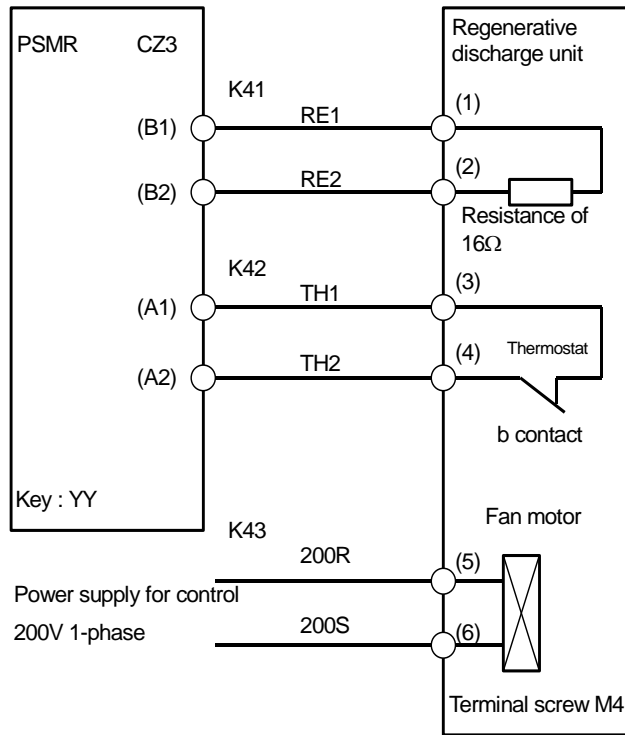 PSMR CZ3
Regenerative
discharge unit
K41
(B1) RE1 (1)
(B2) RE2 (2)
Resistance of
16Ω
K42
(A1) TH1 (3)
(A2) TH2 (4) Thermostat
b contact
Key : YY
Fan motor
K43
200R (5)
Power supply for control
200V 1-phase 200S (6)
Terminal screw M4